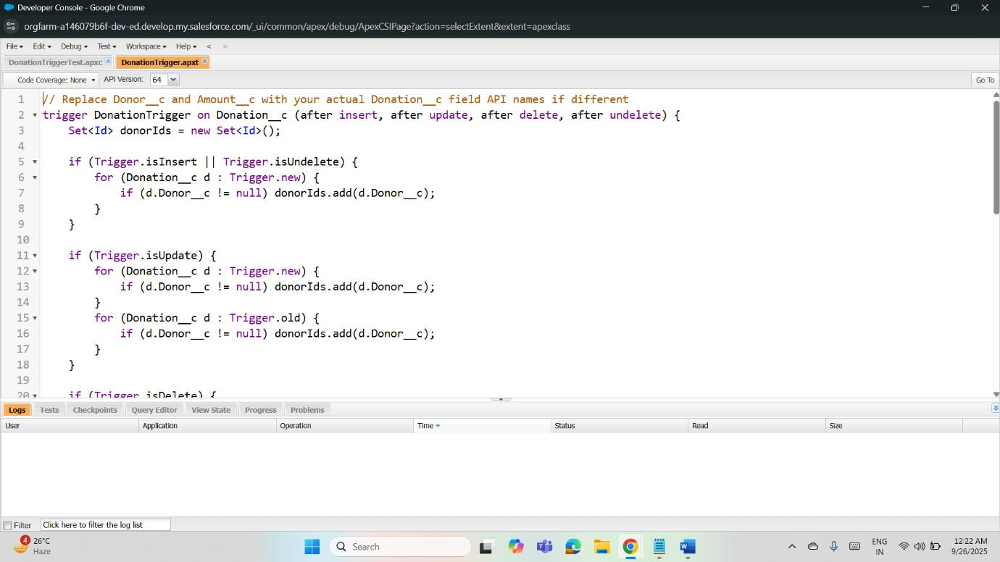 Developer Console - Google Chrome
orgfarm-a146079b6f-dev-ed.develop.my.salesforce.com/_ui/common/apex/debug/ApexCSIPage?action=selectExtent&extent=apexclass
File Edit Debug Test Workspace Help < >
DonationTriggerTest.apxc DonationTrigger.apxt
Code Coverage: None API Version: 64 Go To
1 // Replace Donor__c and Amount__c with your actual Donation__c field API names if different
2 trigger DonationTrigger on Donation__c (after insert, after update, after delete, after undelete) {
3 Set<Id> donorIds = new Set<Id>();
4
5 if (Trigger.isInsert || Trigger.isUndelete) {
6 for (Donation__c d : Trigger.new) {
7 if (d.Donor__c != null) donorIds.add(d.Donor__c);
8 }
9 }
10
11 if (Trigger.isUpdate) {
12 for (Donation__c d : Trigger.new) {
13 if (d.Donor__c != null) donorIds.add(d.Donor__c);
14 }
15 for (Donation__c d : Trigger.old) {
16 if (d.Donor__c != null) donorIds.add(d.Donor__c);
17 }
18 }
19
20 if (Trigger.isDelete) {
Logs Tests Checkpoints Query Editor View State Progress Problems
User Application Operation Time Status Read Size
Filter Click here to filter the log list
4 26°C
Haze
Search
ENG
IN
12:22 AM
9/26/2025